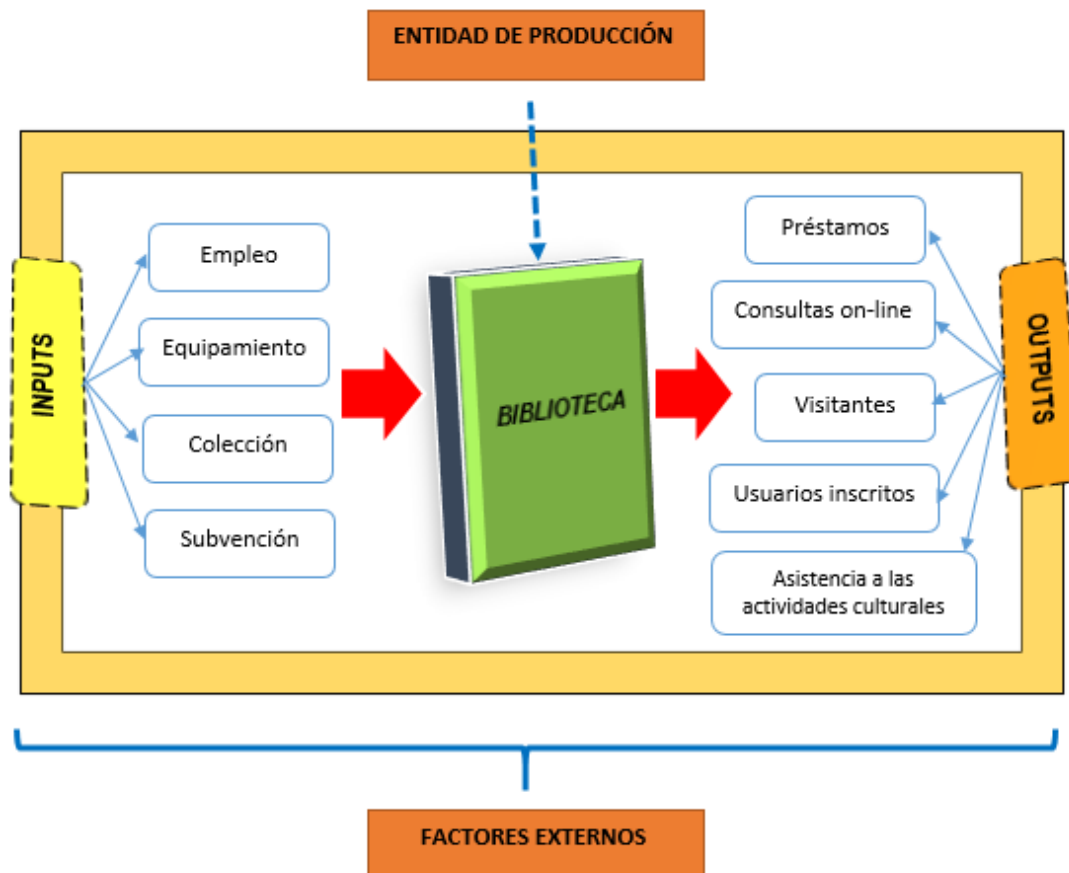 ENTIDAD DE PRODUCCIÓN
INPUTS
Empleo
Equipamiento
Colección
Subvención
BIBLIOTECA
Préstamos
Consultas on-line
Visitantes
Usuarios inscritos
Asistencia a las
actividades culturales
OUTPUTS
FACTORES EXTERNOS